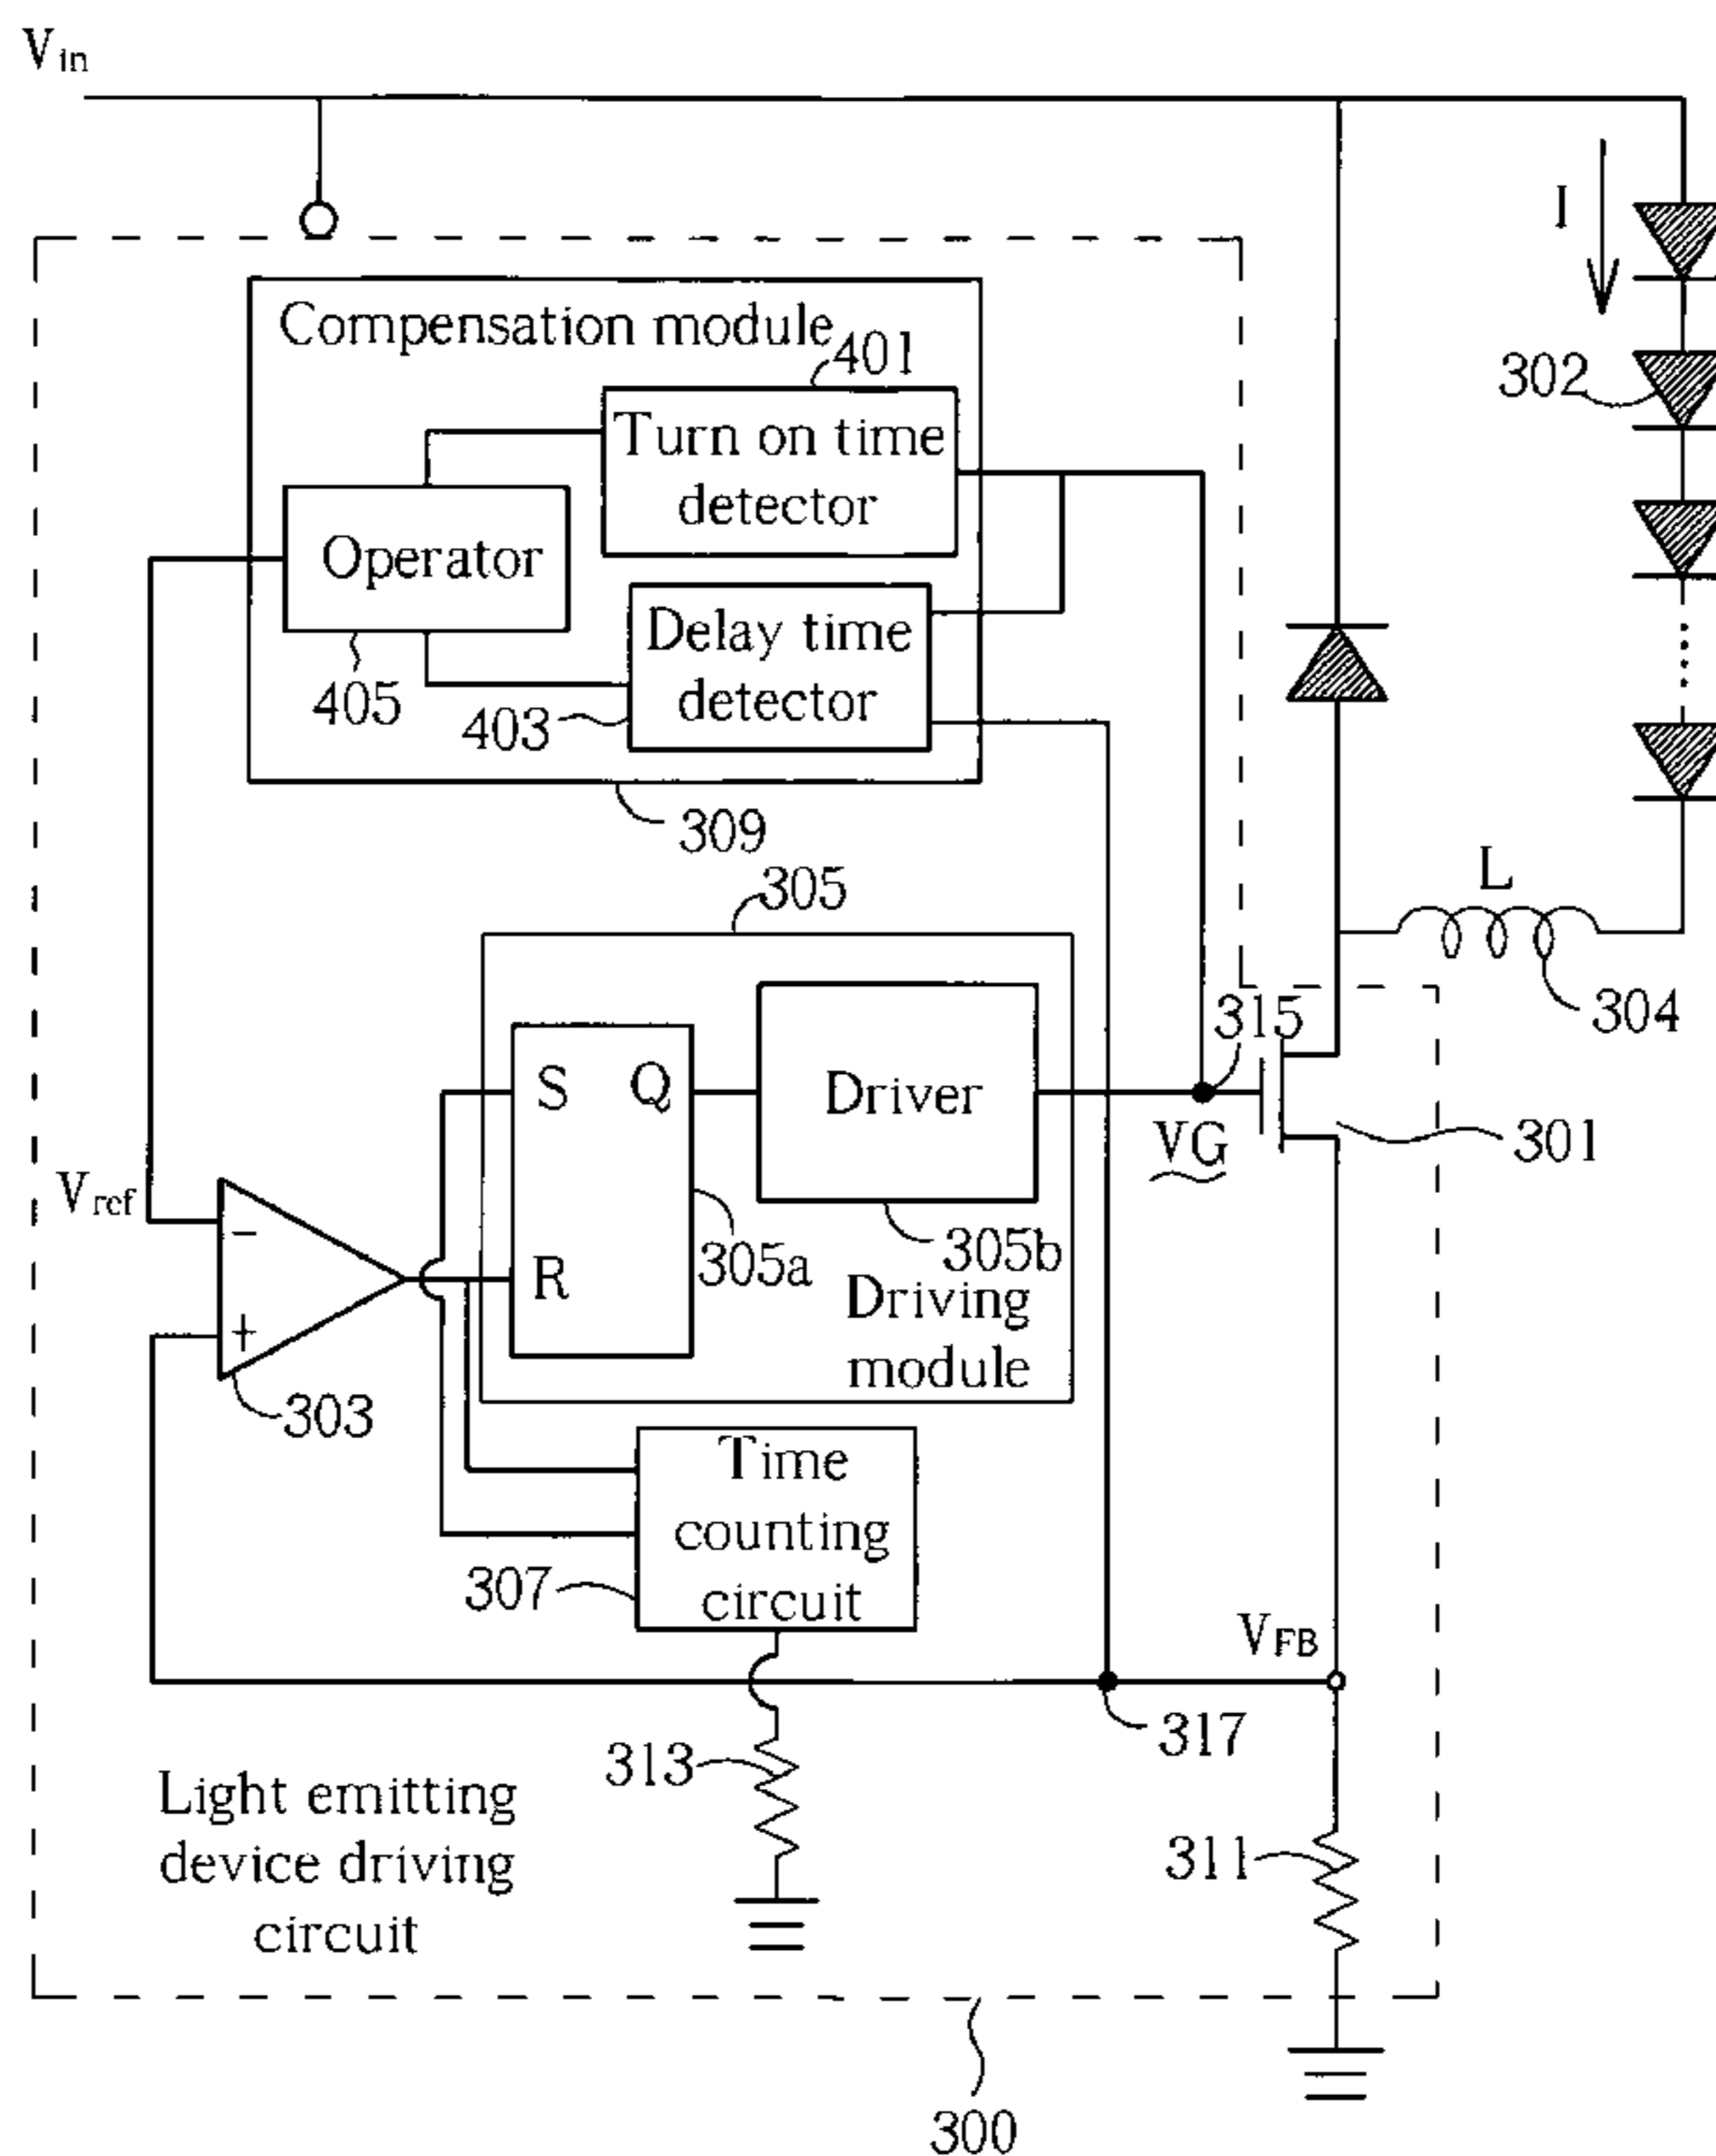 Vin
I
Compensation module
401
302
Turn on time
detector
Operator
Delay time
detector
405
403
309
L
305
304
315
S
Q
Driver
VG
301
Vref
−
R
305a
305b
+
Driving
module
303
Time
counting
circuit
307
VFB
317
313
Light emitting
device driving
circuit
311
300